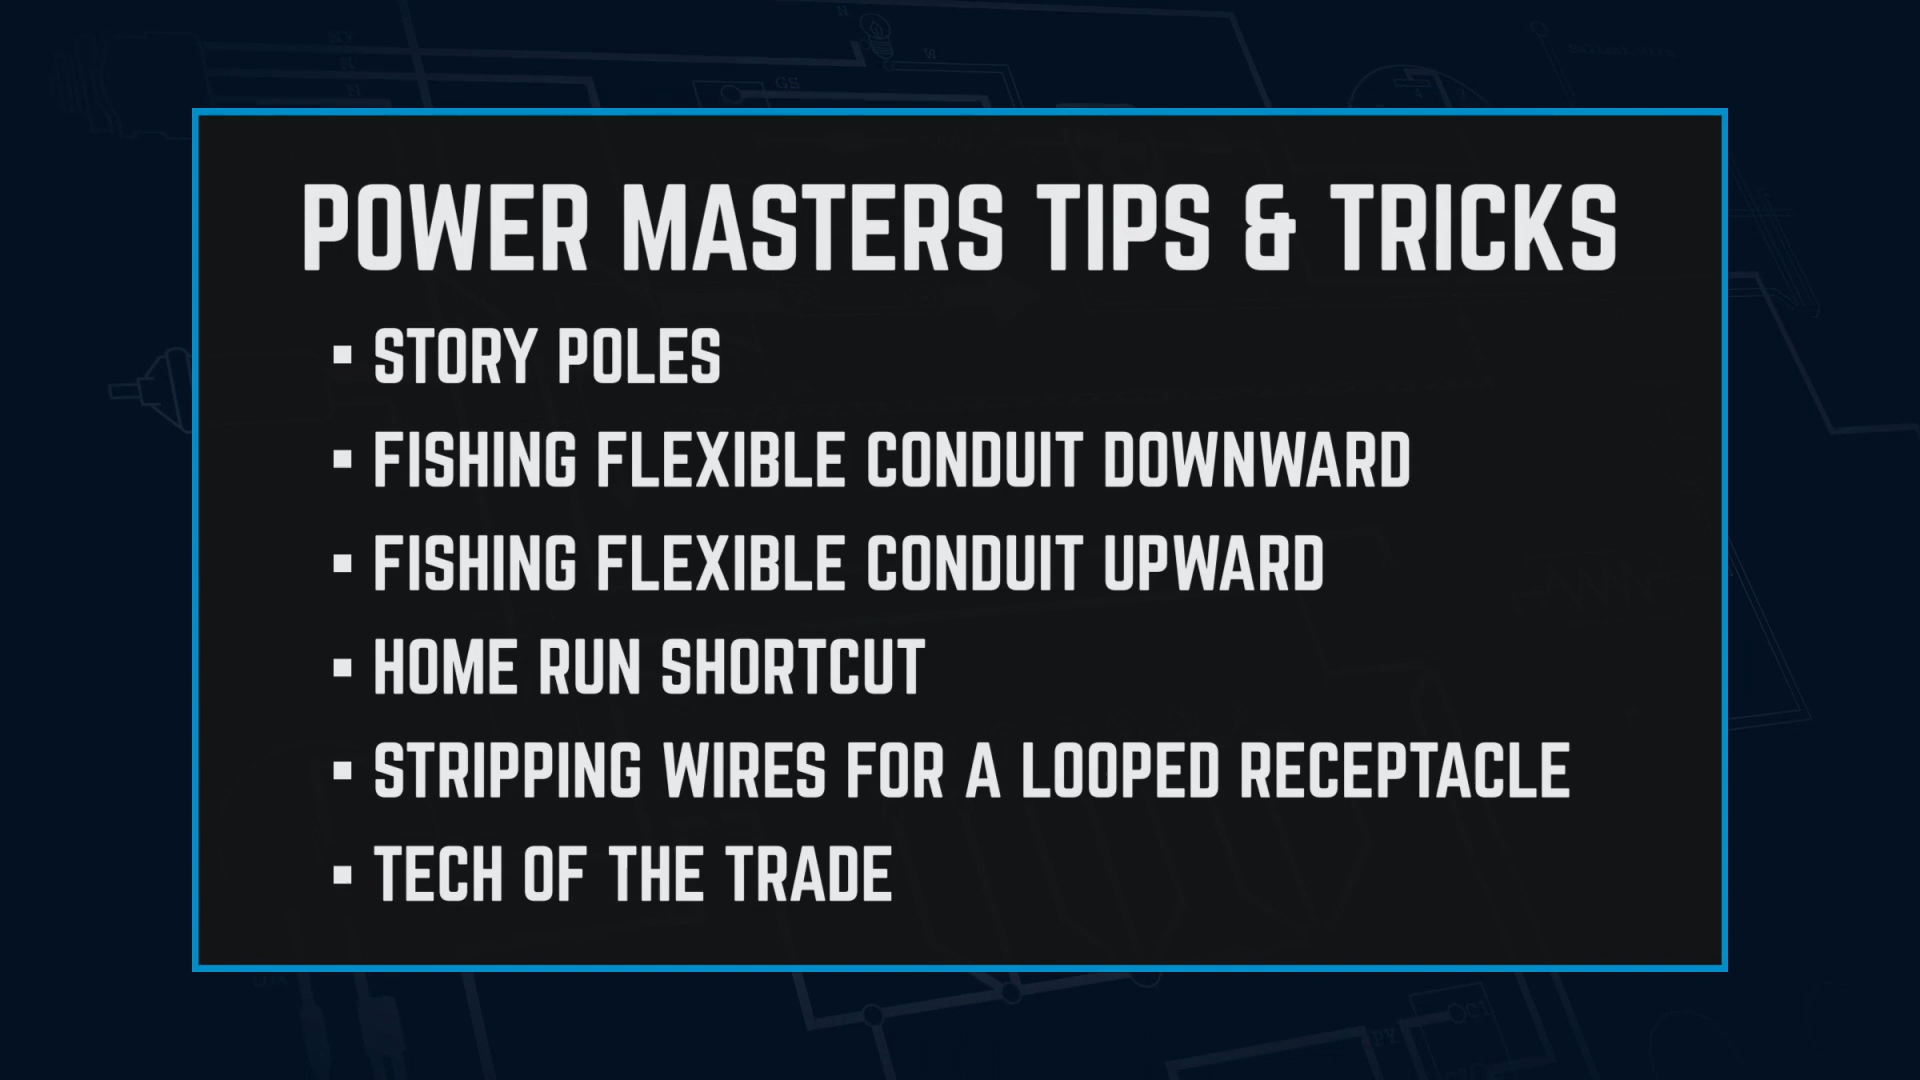 POWER MASTERS TIPS & TRICKS
▪ STORY POLES
▪ FISHING FLEXIBLE CONDUIT DOWNWARD
▪ FISHING FLEXIBLE CONDUIT UPWARD
▪ HOME RUN SHORTCUT
▪ STRIPPING WIRES FOR A LOOPED RECEPTACLE
▪ TECH OF THE TRADE
GS